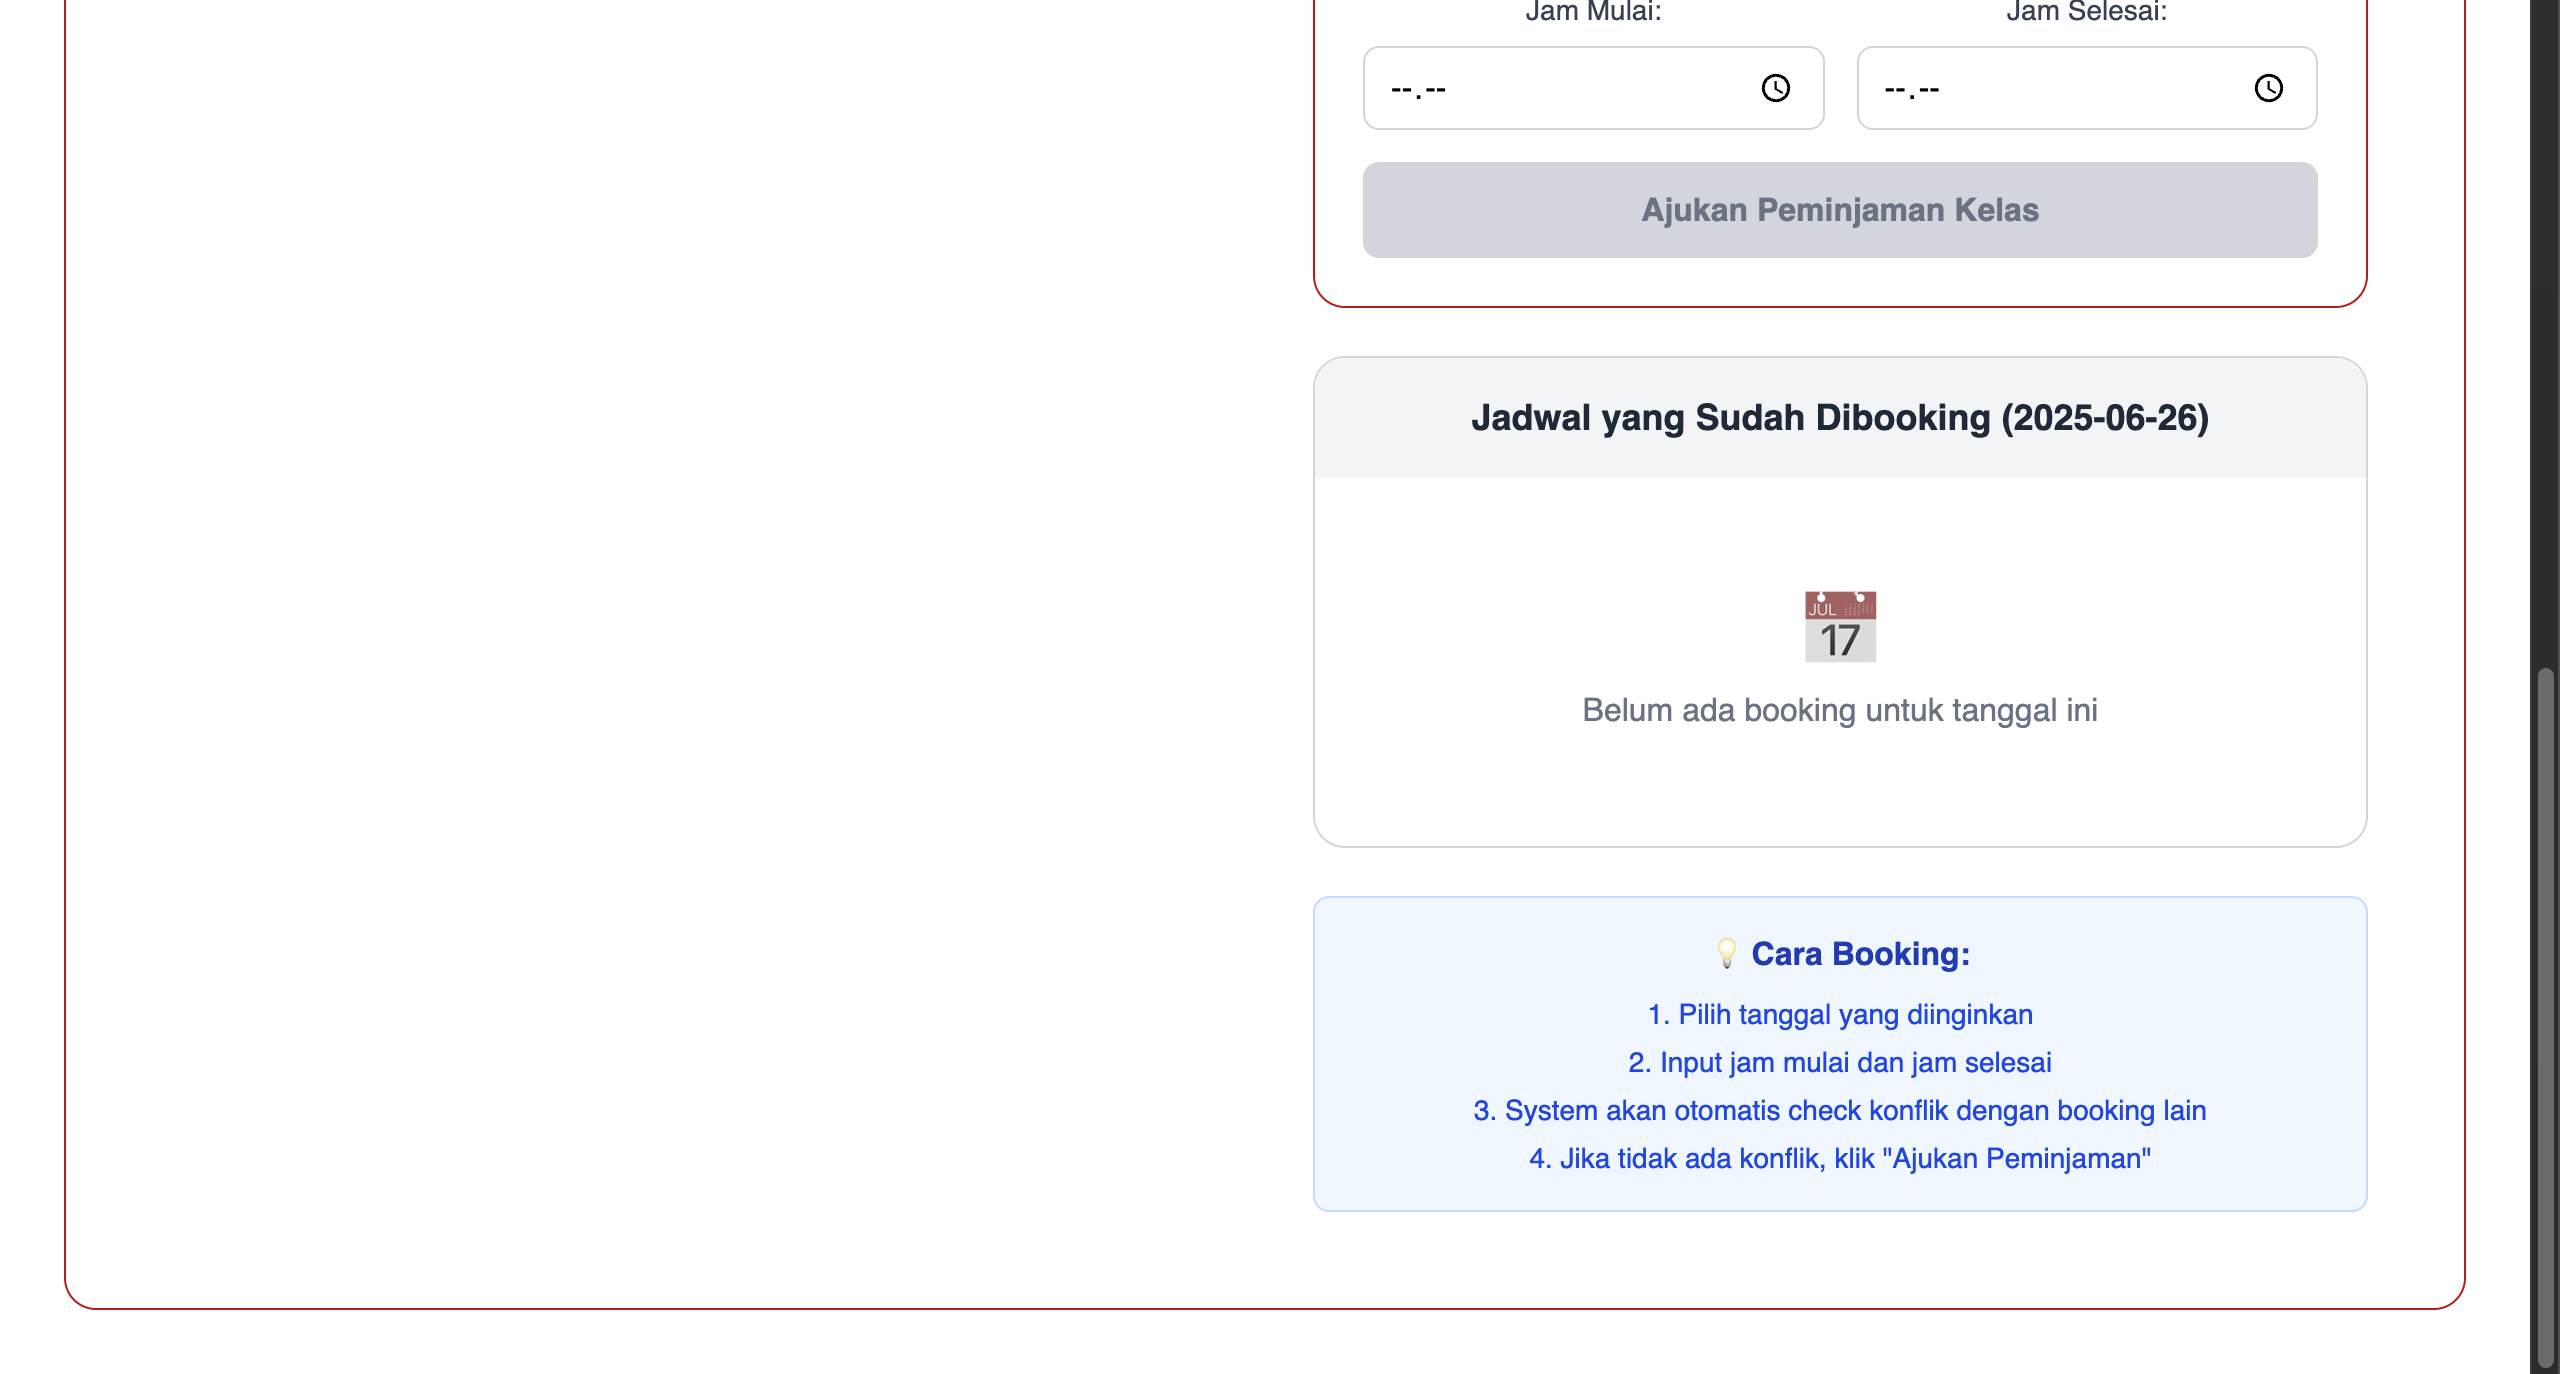 Jam Mulai:
Jam Selesai:
--.--
--.--
Ajukan Peminjaman Kelas
Jadwal yang Sudah Dibooking (2025-06-26)
JUL
17
Belum ada booking untuk tanggal ini
💡 Cara Booking:
1. Pilih tanggal yang diinginkan
2. Input jam mulai dan jam selesai
3. System akan otomatis check konflik dengan booking lain
4. Jika tidak ada konflik, klik "Ajukan Peminjaman"